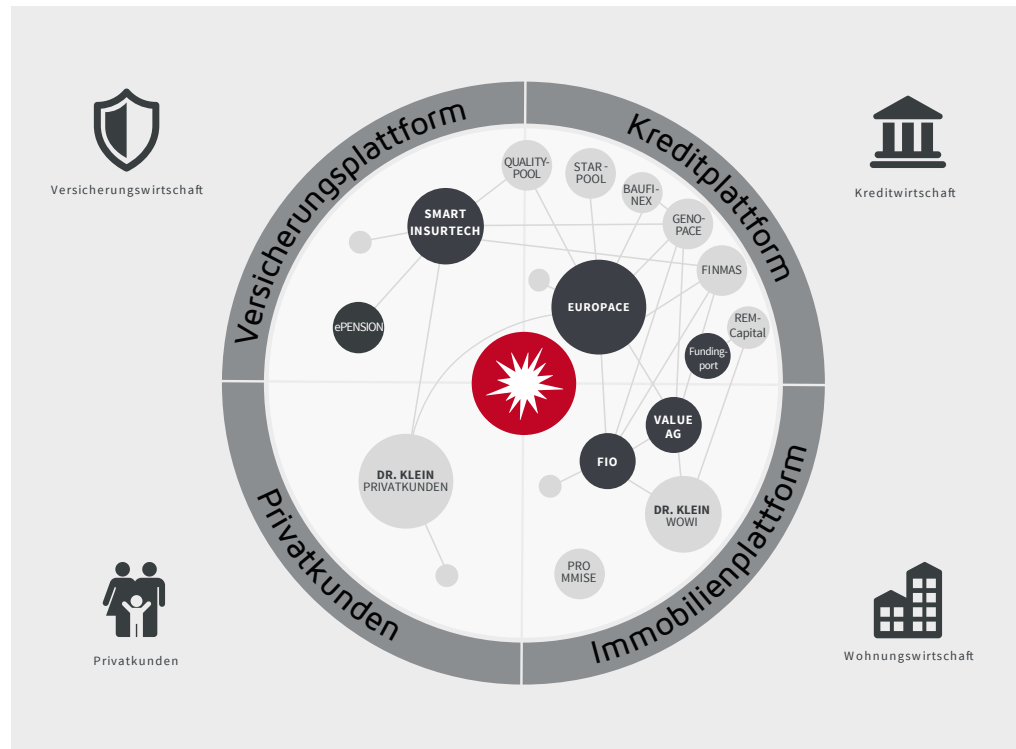 Versicherungsplattform
Kreditplattform
Versicherungswirtschaft
Kreditwirtschaft
QUALITY-
POOL
STAR-
POOL
BAUFI-
NEX
GENO-
PACE
SMART
INSURTECH
FINMAS
EUROPACE
REM-
Capital
ePENSION
Funding-
port
VALUE
AG
FIO
DR. KLEIN
PRIVATKUNDEN
DR. KLEIN
WOWI
PRO
MMISE
Privatkunden
Immobilienplattform
Privatkunden
Wohnungswirtschaft